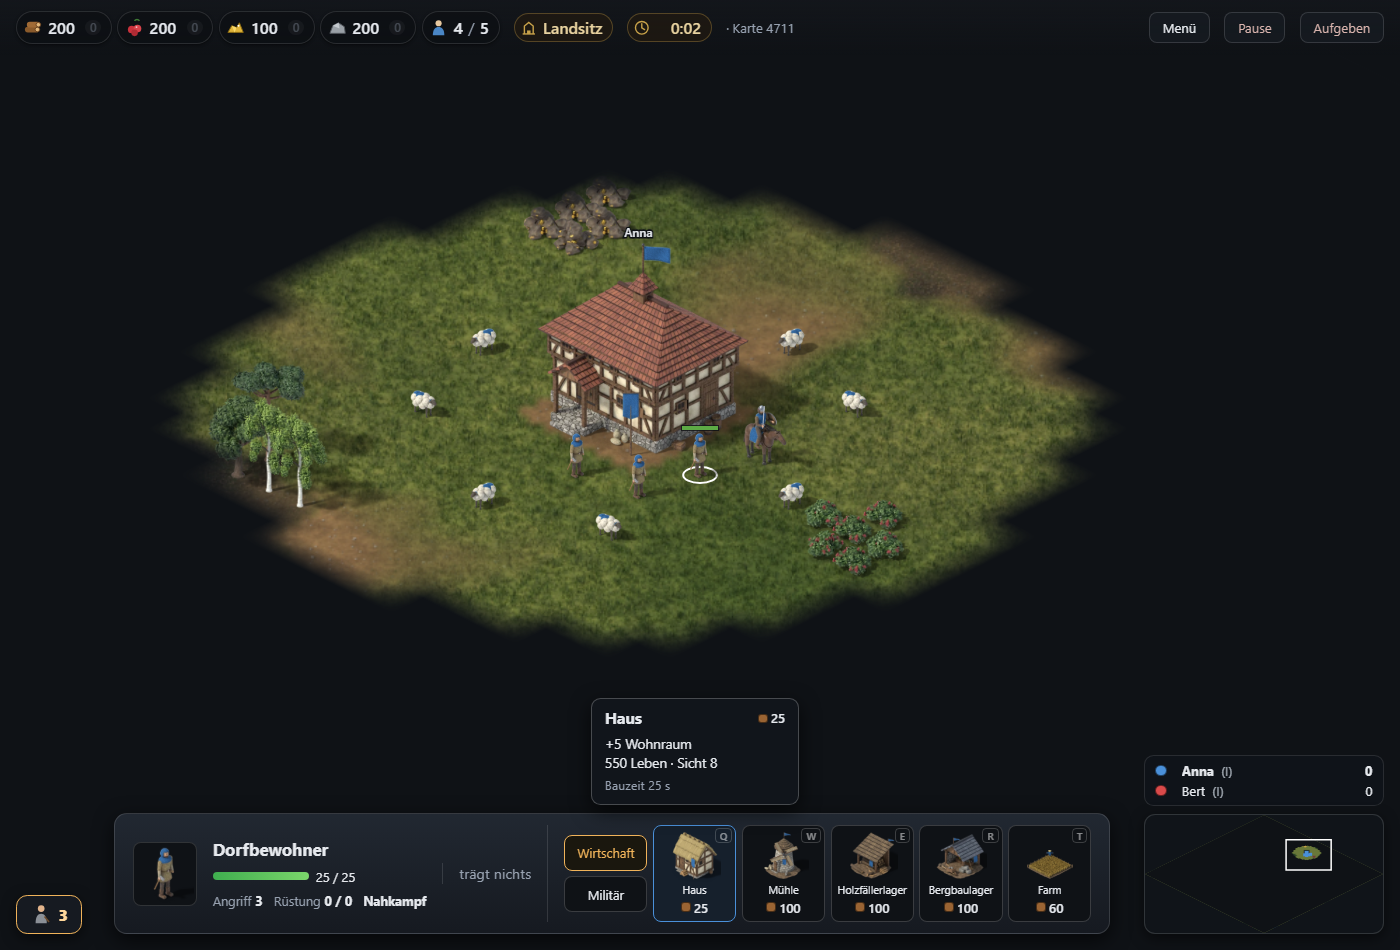 200 0 200 0 100 0 200 0 4 / 5 Landsitz 0:02 · Karte 4711 Menü Pause Aufgeben
Anna
Haus 25
+5 Wohnraum
550 Leben · Sicht 8
Bauzeit 25 s
Anna (I) 0
Bert (I) 0
Dorfbewohner
25 / 25
Angriff 3 Rüstung 0 / 0 Nahkampf
trägt nichts
Wirtschaft
Militär
Q
Haus
25
W
Mühle
100
E
Holzfällerlager
100
R
Bergbaulager
100
T
Farm
60
3